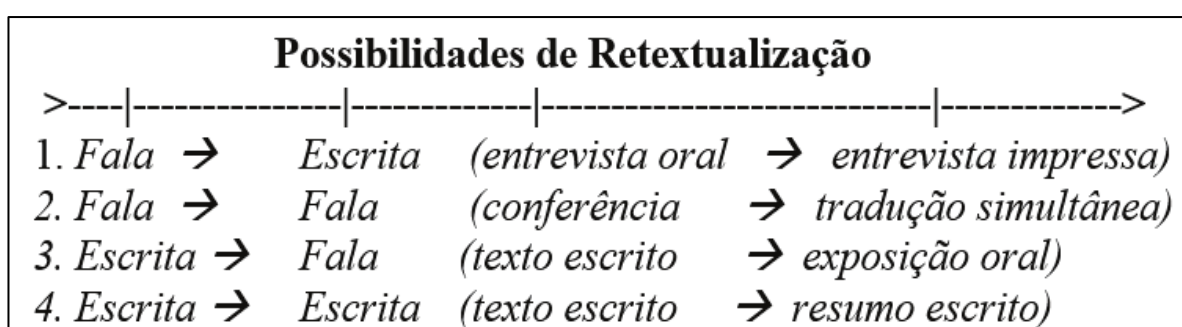 Possibilidades de Retextualização
>----|---------------|-------------|----------------------------|------------->
1. Fala → Escrita (entrevista oral → entrevista impressa)
2. Fala → Fala (conferência → tradução simultânea)
3. Escrita → Fala (texto escrito → exposição oral)
4. Escrita → Escrita (texto escrito → resumo escrito)